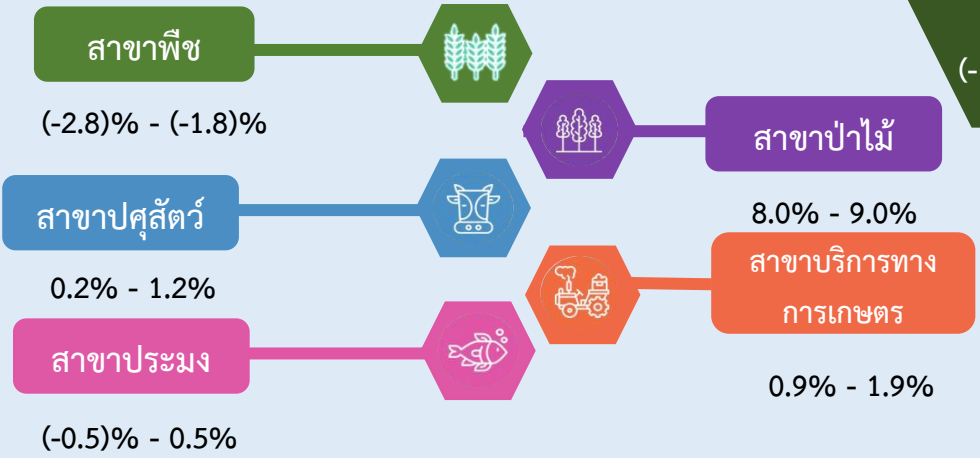 สาขาพืช
(-2.8)% - (-1.8)%
(-
สาขาป่าไม้
8.0% - 9.0%
สาขาปศุสัตว์
0.2% - 1.2%
สาขาบริการทาง
การเกษตร
0.9% - 1.9%
สาขาประมง
(-0.5)% - 0.5%